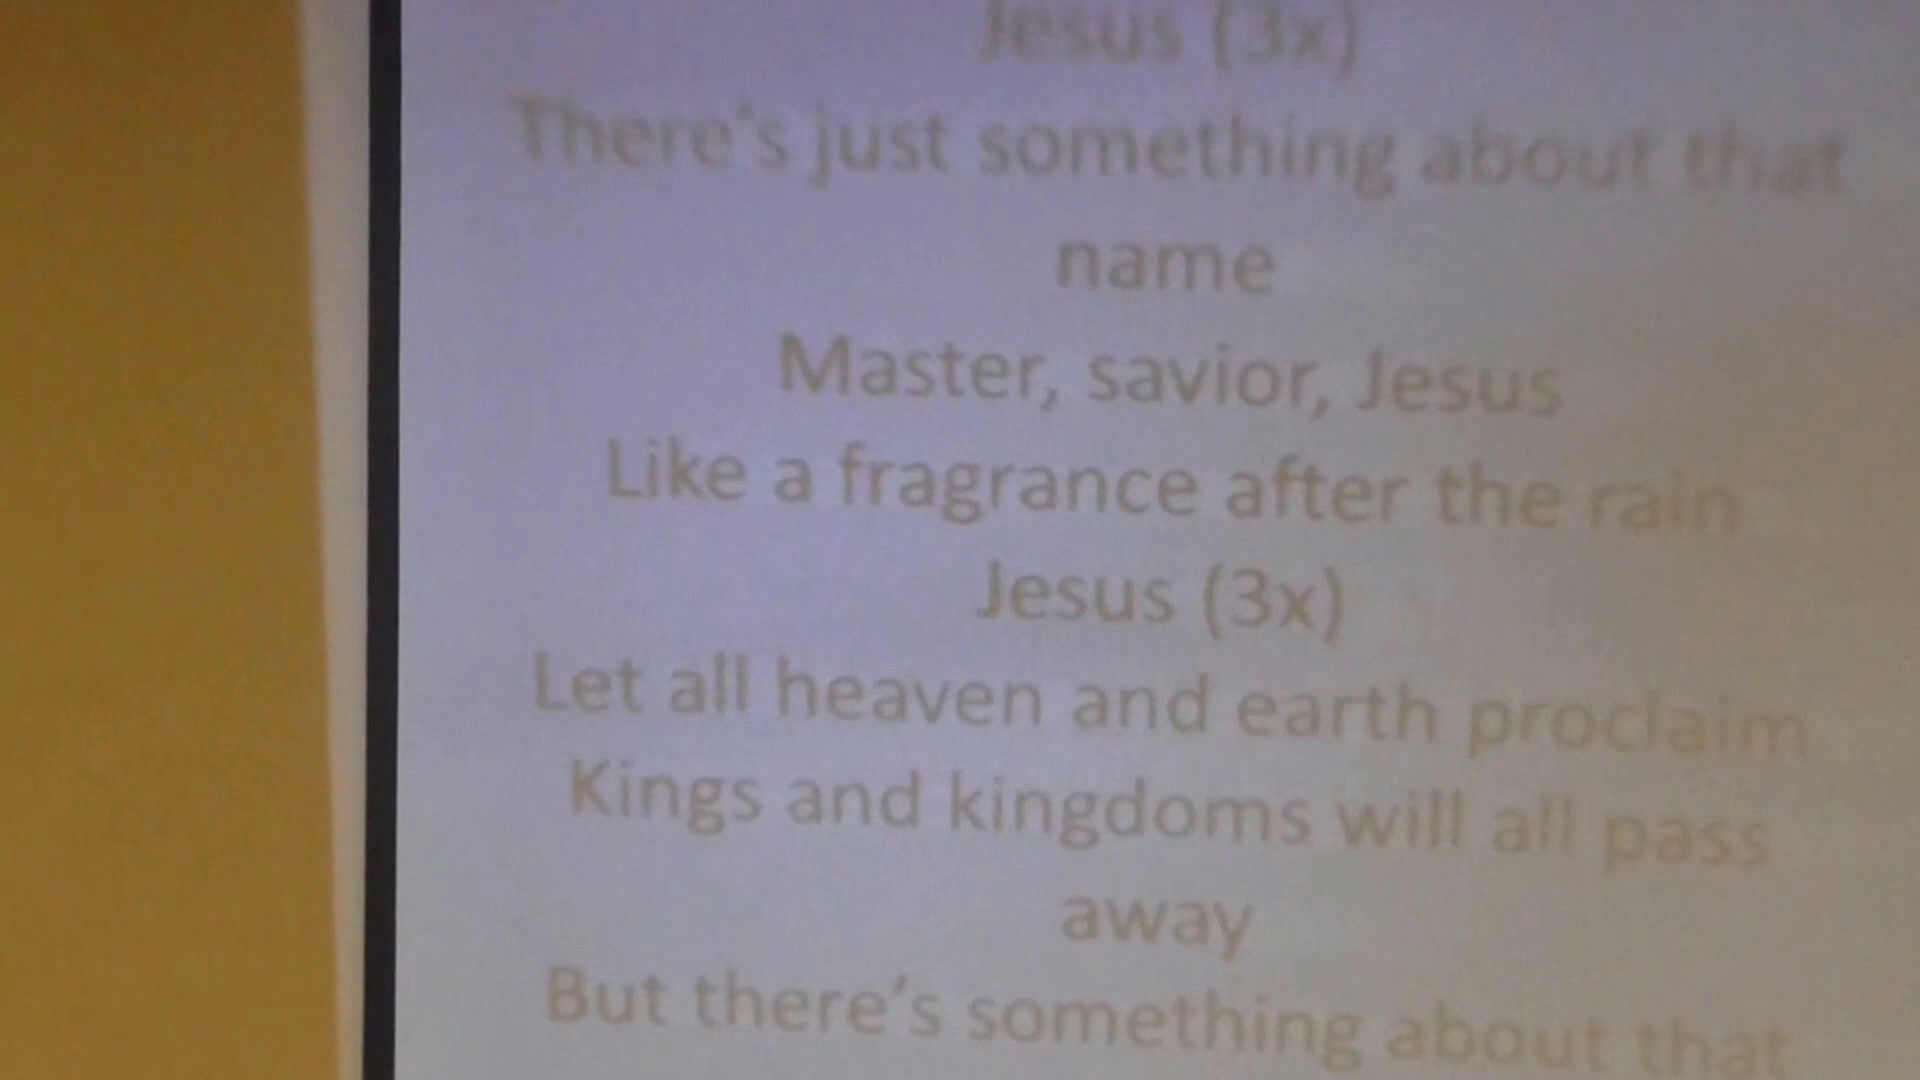 Jesus (3x)
There's just something about that
name
Master, savior, Jesus
Like a fragrance after the rain
Jesus (3x)
Let all heaven and earth proclaim
Kings and kingdoms will all pass
away
But there's something about that